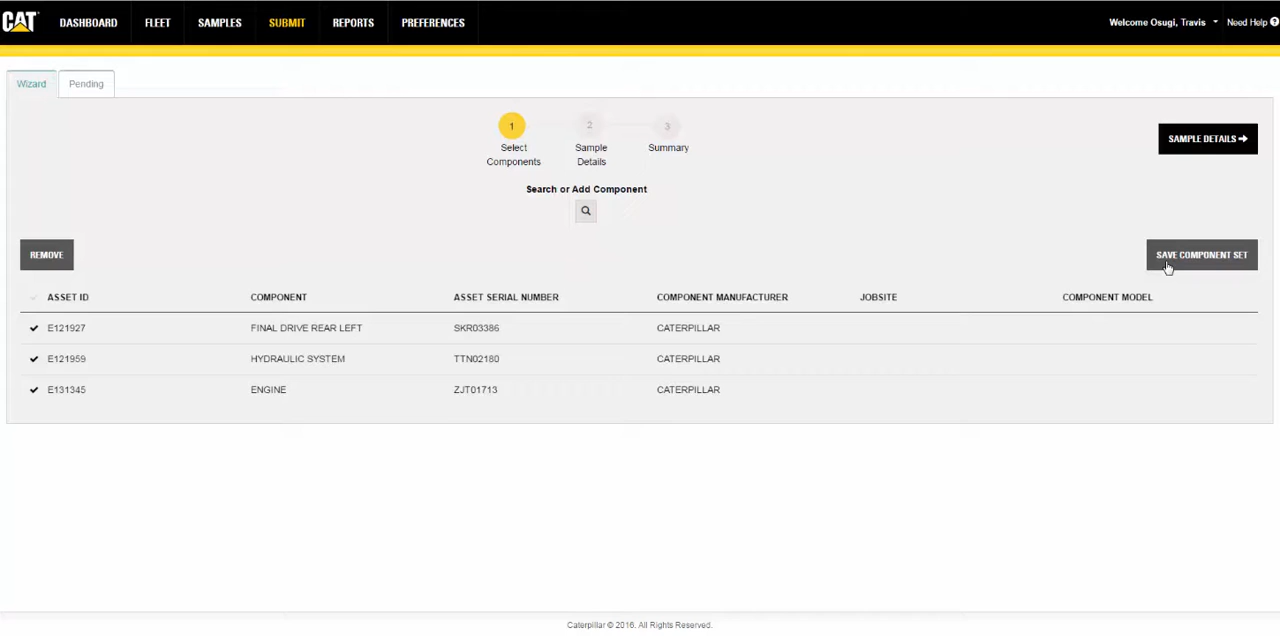 CAT DASHBOARD FLEET SAMPLES SUBMIT REPORTS PREFERENCES Welcome Osugi, Travis Need Help ?
Wizard Pending
1 2 3
Select Components Sample Details Summary
SAMPLE DETAILS
Search or Add Component
REMOVE SAVE COMPONENT SET
ASSET ID COMPONENT ASSET SERIAL NUMBER COMPONENT MANUFACTURER JOBSITE COMPONENT MODEL
E121927 FINAL DRIVE REAR LEFT SKR03386 CATERPILLAR
E121959 HYDRAULIC SYSTEM TTN02180 CATERPILLAR
E131345 ENGINE ZJT01713 CATERPILLAR
Caterpillar © 2016. All Rights Reserved.